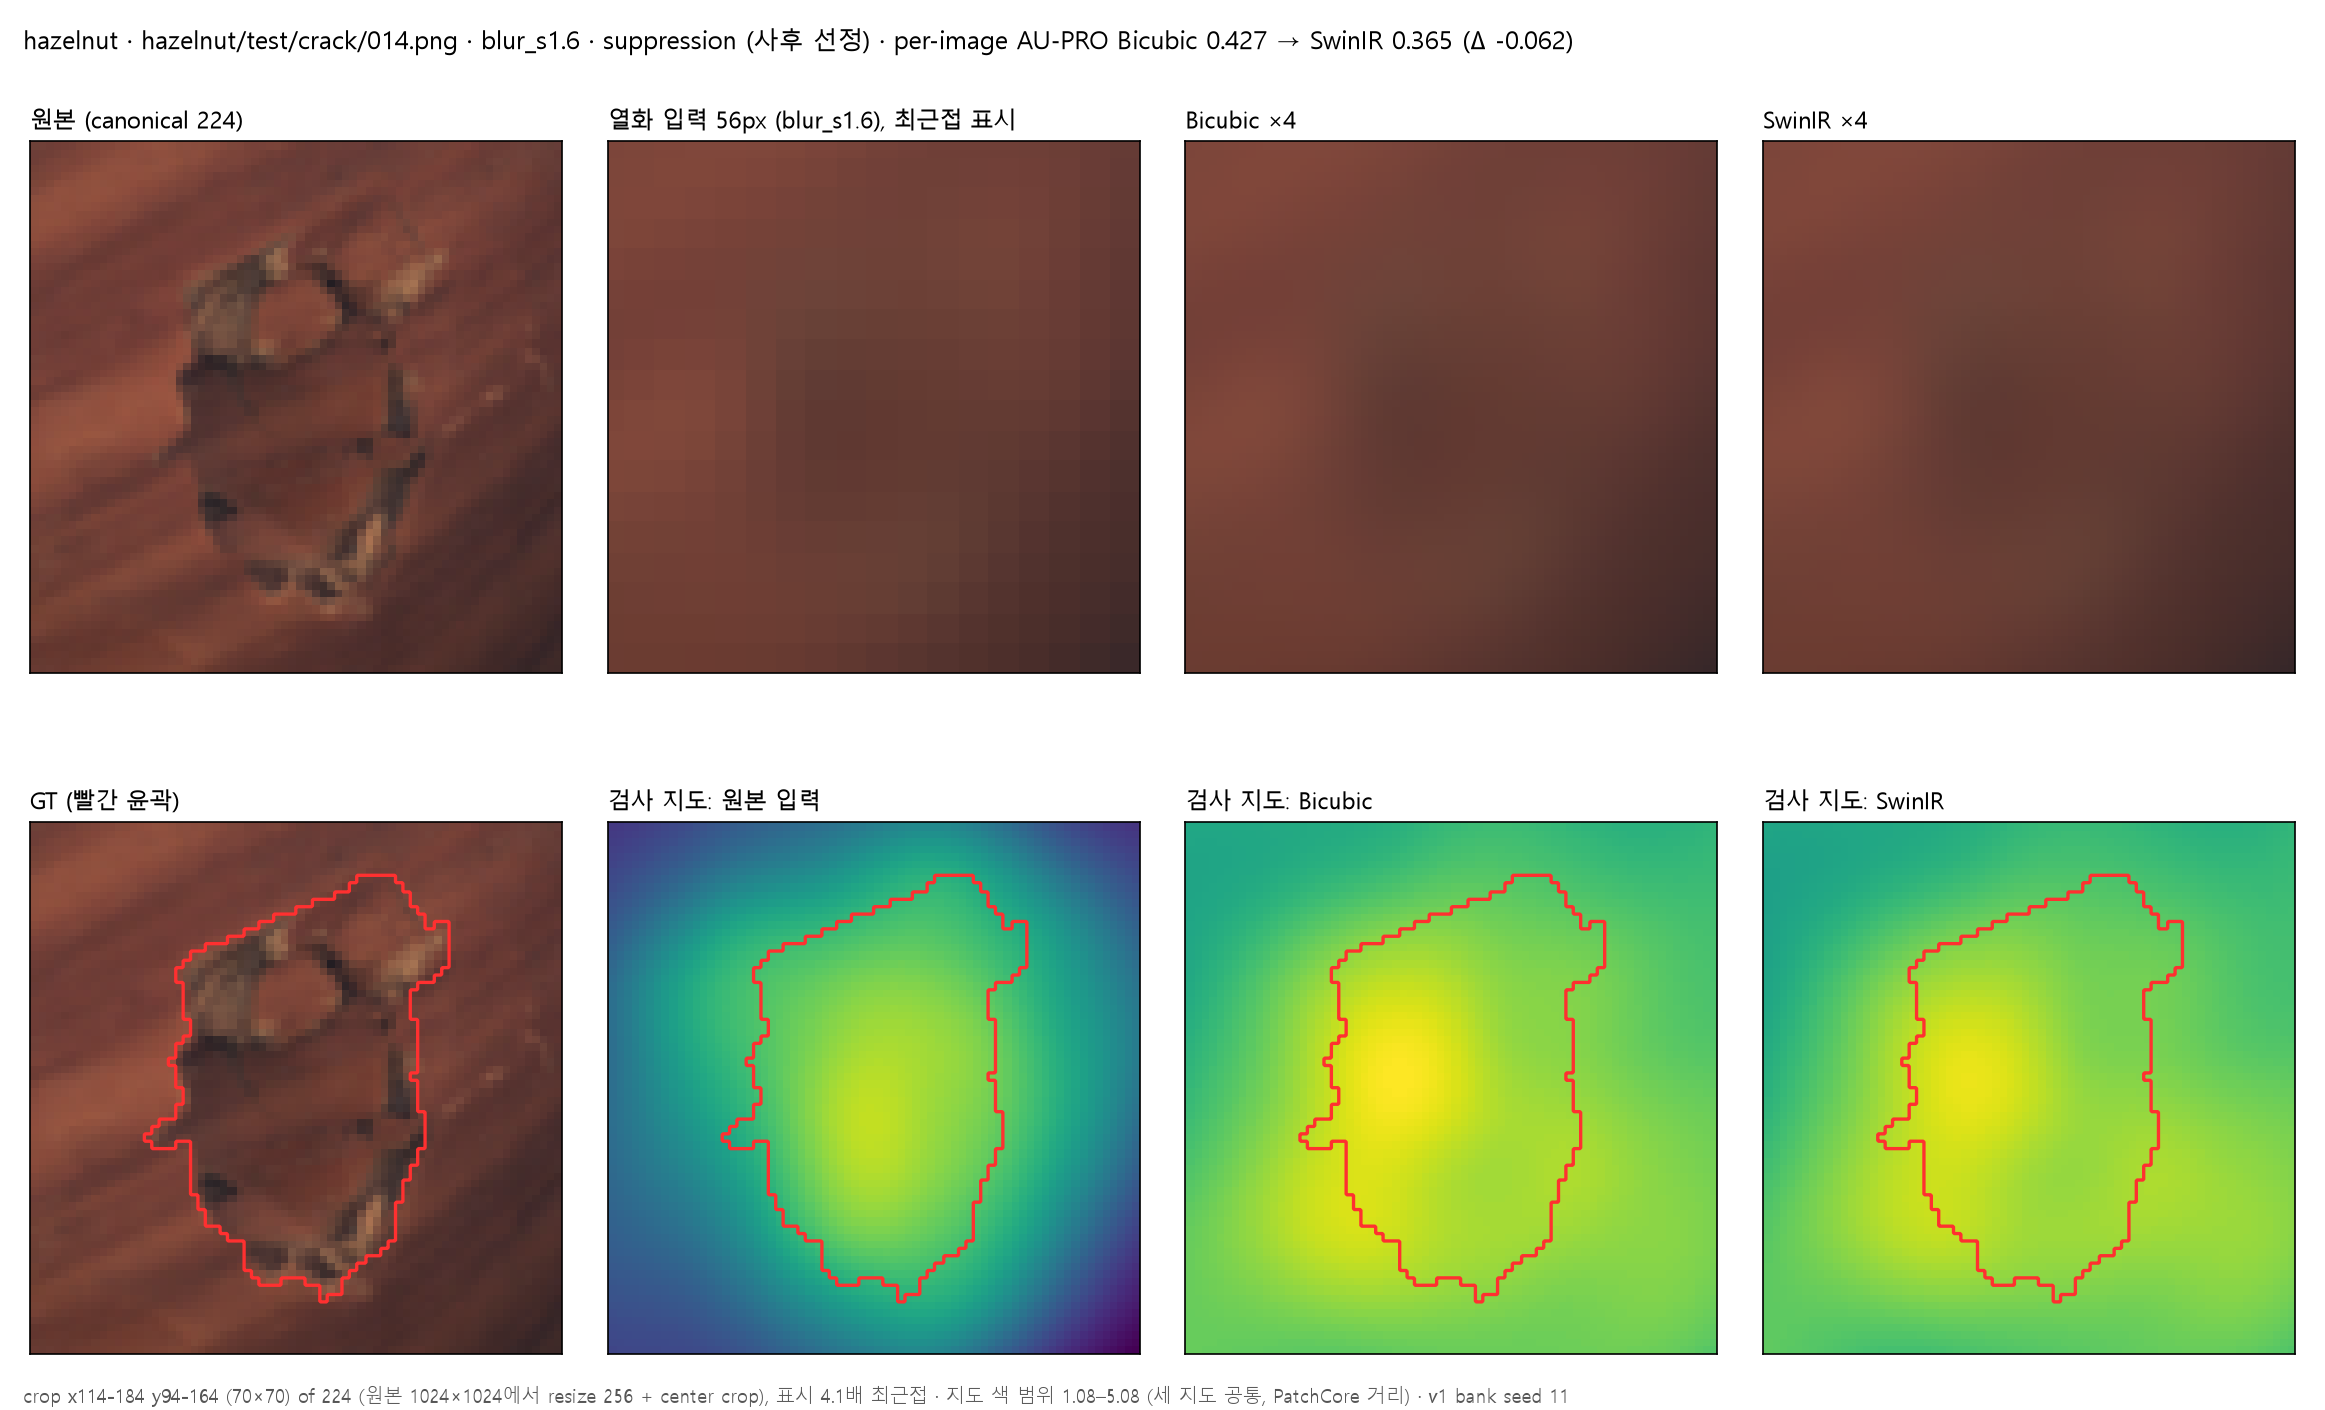 hazelnut · hazelnut/test/crack/014.png · blur_s1.6 · suppression (사후 선정) · per-image AU-PRO Bicubic 0.427 → SwinIR 0.365 (Δ -0.062)
원본 (canonical 224)
열화 입력 56px (blur_s1.6), 최근접 표시
Bicubic ×4
SwinIR ×4
GT (빨간 윤곽)
검사 지도: 원본 입력
검사 지도: Bicubic
검사 지도: SwinIR
crop x114-184 y94-164 (70×70) of 224 (원본 1024×1024에서 resize 256 + center crop), 표시 4.1배 최근접 · 지도 색 범위 1.08–5.08 (세 지도 공통, PatchCore 거리) · v1 bank seed 11